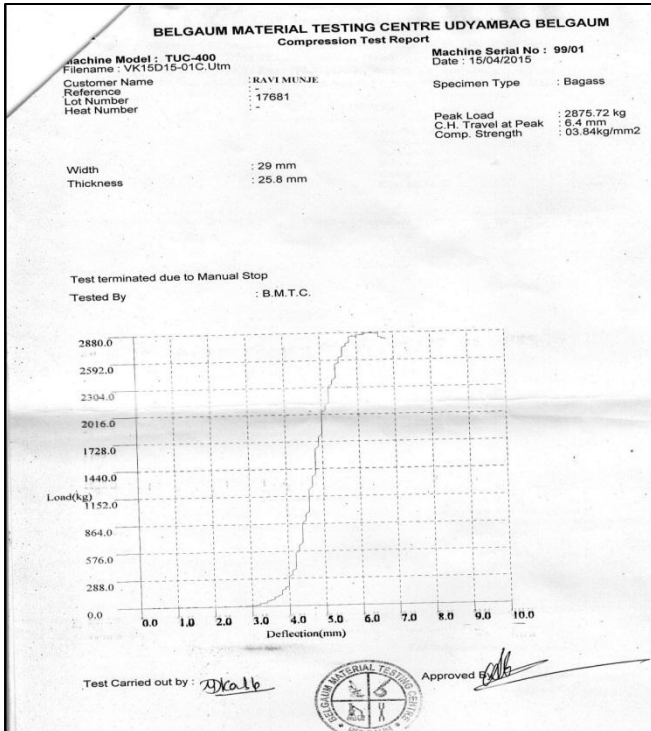 BELGAUM MATERIAL TESTING CENTRE UDYAMBAG BELGAUM
Compression Test Report
achine Model : TUC-400
Machine Serial No : 99/01
Filename : VK15D15-01C.Utm
Date : 15/04/2015
Customer Name : RAVI MUNJE
Specimen Type : Bagass
Reference : -
Lot Number : 17681
Heat Number : -
Peak Load : 2875.72 kg
C.H. Travel at Peak : 6.4 mm
Comp. Strength : 03.84kg/mm2
Width : 29 mm
Thickness : 25.8 mm
Test terminated due to Manual Stop
Tested By : B.M.T.C.
2880.0
2592.0
2304.0
2016.0
1728.0
1440.0
Load(kg)
1152.0
864.0
576.0
288.0
0.0
0.0 1.0 2.0 3.0 4.0 5.0 6.0 7.0 8.0 9.0 10.0
Deflection(mm)
Test Carried out by :
Approved By
BELGAUM MATERIAL TESTING CENTRE